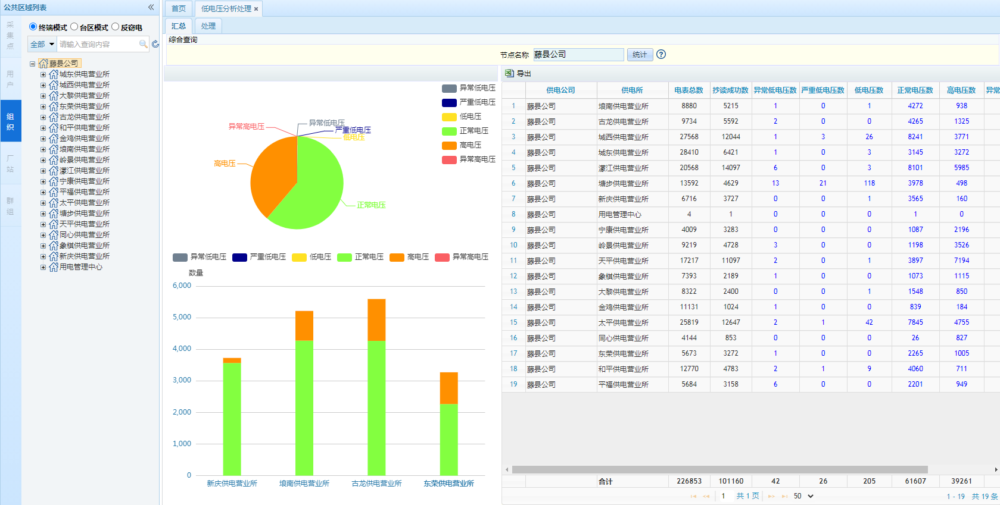 公共区域列表
采集点
用户
组织
厂站
群组
终端模式 台区模式 反窃电
全部 请输入查询内容
藤县公司
城东供电营业所
城西供电营业所
大黎供电营业所
东荣供电营业所
古龙供电营业所
和平供电营业所
金鸡供电营业所
埌南供电营业所
岭景供电营业所
濛江供电营业所
宁康供电营业所
平福供电营业所
太平供电营业所
塘步供电营业所
天平供电营业所
同心供电营业所
象棋供电营业所
新庆供电营业所
用电管理中心
首页 低电压分析处理
汇总 处理
综合查询
节点名称 藤县公司 统计
异常低电压
严重低电压
低电压
正常电压
高电压
异常高电压
异常高电压 异常低电压
严重低电压
低电压
高电压
正常电压
异常低电压 严重低电压 低电压 正常电压 高电压 异常高电压
数量
6,000
5,000
4,000
3,000
2,000
1,000
0
新庆供电营业所 埌南供电营业所 古龙供电营业所 东荣供电营业所
导出
供电公司 供电所 电表总数 抄读成功数 异常低电压数 严重低电压数 低电压数 正常电压数 高电压数 异常
1 藤县公司 埌南供电营业所 8880 5215 1 0 1 4272 938
2 藤县公司 古龙供电营业所 9734 5592 2 0 0 4265 1325
3 藤县公司 城西供电营业所 27568 12044 1 3 26 8241 3771
4 藤县公司 城东供电营业所 28410 6421 1 0 3 3145 3272
5 藤县公司 濛江供电营业所 20568 14097 6 0 3 8101 5985
6 藤县公司 塘步供电营业所 13592 4629 13 21 118 3978 498
7 藤县公司 新庆供电营业所 6716 3727 0 0 1 3565 160
8 藤县公司 用电管理中心 4 1 0 0 0 1 0
9 藤县公司 宁康供电营业所 4009 3283 0 0 0 1087 2196
10 藤县公司 岭景供电营业所 9219 4728 3 0 0 1198 3526
11 藤县公司 天平供电营业所 17217 11097 2 0 1 3897 7194
12 藤县公司 象棋供电营业所 7393 2189 1 0 0 1073 1115
13 藤县公司 大黎供电营业所 8322 2400 0 0 1 1548 850
14 藤县公司 金鸡供电营业所 11131 1024 1 0 0 839 184
15 藤县公司 太平供电营业所 25819 12647 2 1 42 7845 4755
16 藤县公司 同心供电营业所 4144 853 0 0 0 26 827
17 藤县公司 东荣供电营业所 5673 3272 1 0 0 2265 1005
18 藤县公司 和平供电营业所 12770 4783 2 1 9 4060 711
19 藤县公司 平福供电营业所 5684 3158 6 0 0 2201 949
合计 226853 101160 42 26 205 61607 39261
1 共 1 页 50 1 - 19 共 19 条